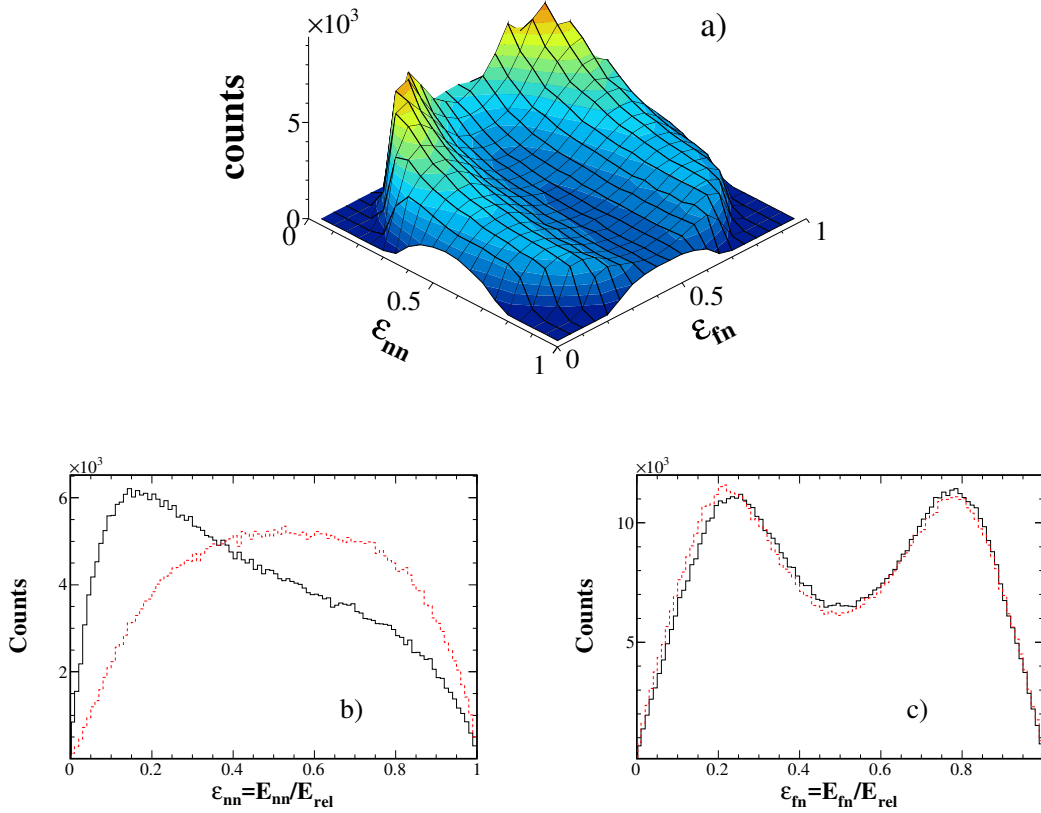 ×10³
a)
counts
5
0
0
0.5
1
ε_nn
0
0.5
1
ε_fn
×10³
6
4
2
Counts
b)
0 0.2 0.4 0.6 0.8 1
ε_nn=E_nn/E_rel
×10³
10
5
Counts
c)
0 0.2 0.4 0.6 0.8
ε_fn=E_fn/E_rel